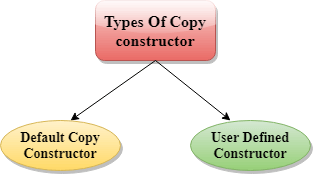 Types Of Copy
constructor
Default Copy
Constructor
User Defined
Constructor